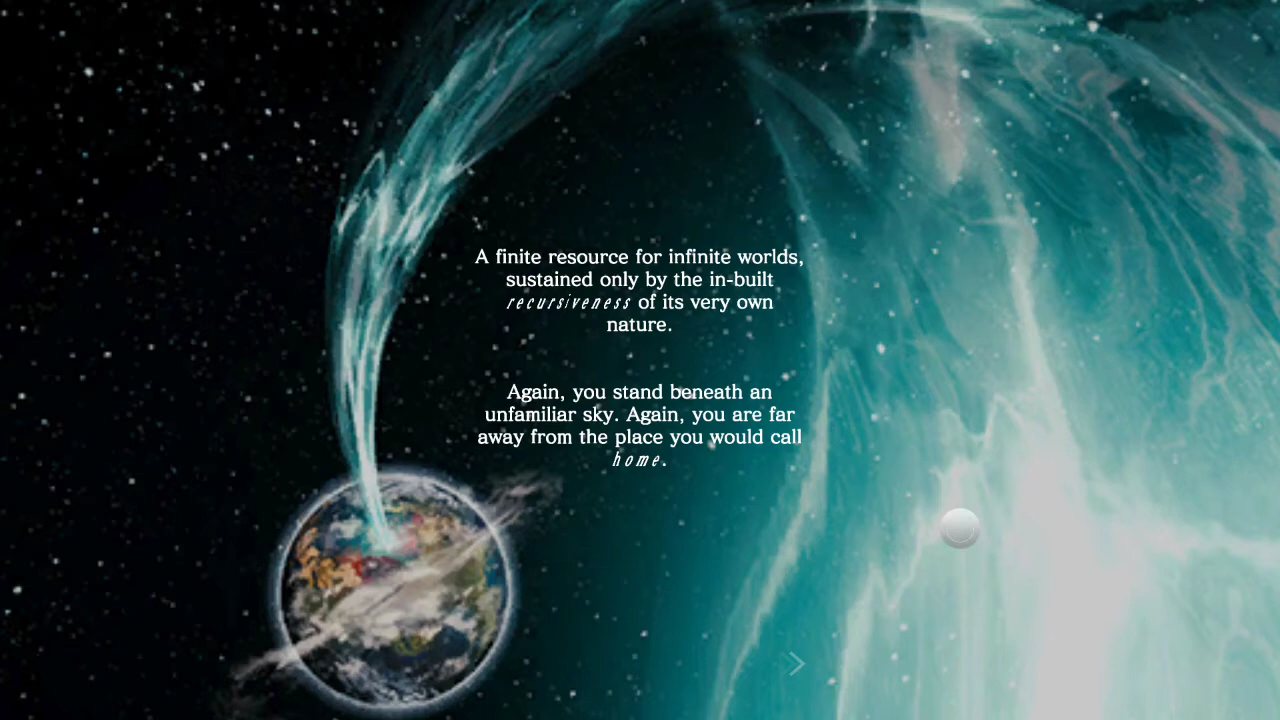 A finite resource for infinite worlds,
sustained only by the in-built
recursiveness of its very own
nature.
Again, you stand beneath an
unfamiliar sky. Again, you are far
away from the place you would call
home.